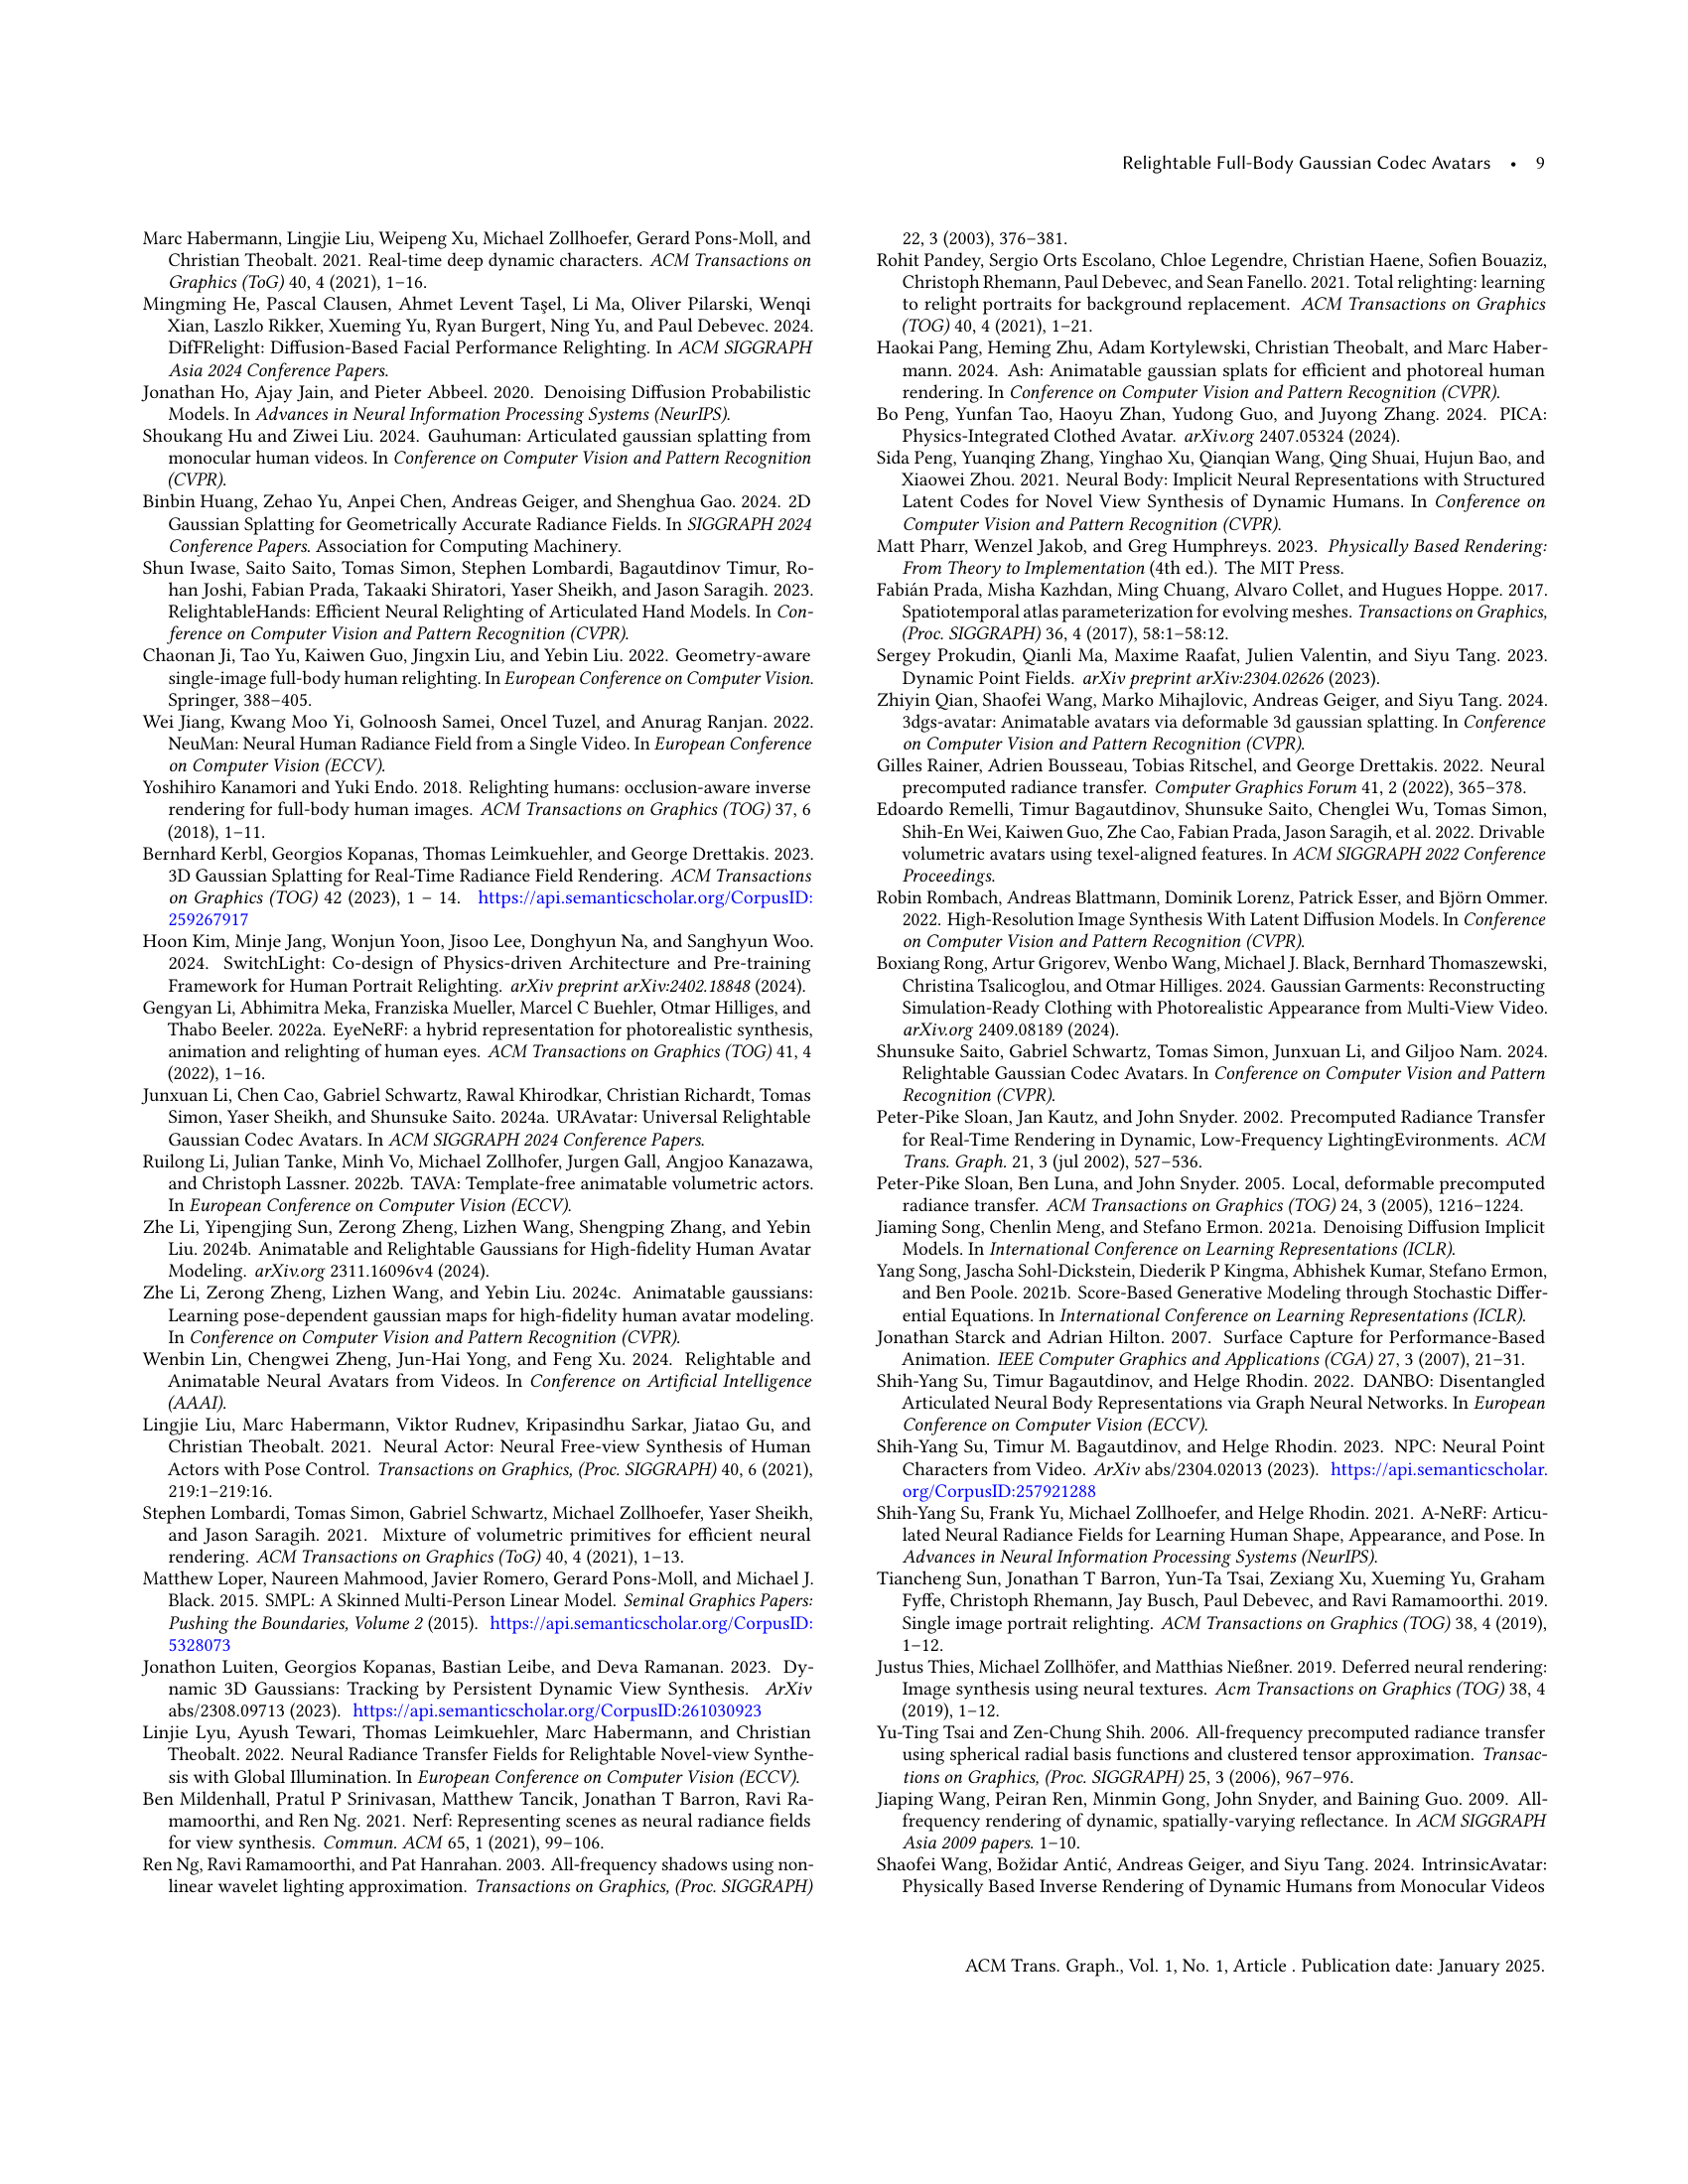 Relightable Full-Body Gaussian Codec Avatars • 9
Marc Habermann, Lingjie Liu, Weipeng Xu, Michael Zollhoefer, Gerard Pons-Moll, and
Christian Theobalt. 2021. Real-time deep dynamic characters. ACM Transactions on
Graphics (ToG) 40, 4 (2021), 1–16.
Mingming He, Pascal Clausen, Ahmet Levent Taşel, Li Ma, Oliver Pilarski, Wenqi
Xian, Laszlo Rikker, Xueming Yu, Ryan Burgert, Ning Yu, and Paul Debevec. 2024.
DifFRelight: Diffusion-Based Facial Performance Relighting. In ACM SIGGRAPH
Asia 2024 Conference Papers.
Jonathan Ho, Ajay Jain, and Pieter Abbeel. 2020. Denoising Diffusion Probabilistic
Models. In Advances in Neural Information Processing Systems (NeurIPS).
Shoukang Hu and Ziwei Liu. 2024. Gauhuman: Articulated gaussian splatting from
monocular human videos. In Conference on Computer Vision and Pattern Recognition
(CVPR).
Binbin Huang, Zehao Yu, Anpei Chen, Andreas Geiger, and Shenghua Gao. 2024. 2D
Gaussian Splatting for Geometrically Accurate Radiance Fields. In SIGGRAPH 2024
Conference Papers. Association for Computing Machinery.
Shun Iwase, Saito Saito, Tomas Simon, Stephen Lombardi, Bagautdinov Timur, Ro-
han Joshi, Fabian Prada, Takaaki Shiratori, Yaser Sheikh, and Jason Saragih. 2023.
RelightableHands: Efficient Neural Relighting of Articulated Hand Models. In Con-
ference on Computer Vision and Pattern Recognition (CVPR).
Chaonan Ji, Tao Yu, Kaiwen Guo, Jingxin Liu, and Yebin Liu. 2022. Geometry-aware
single-image full-body human relighting. In European Conference on Computer Vision.
Springer, 388–405.
Wei Jiang, Kwang Moo Yi, Golnoosh Samei, Oncel Tuzel, and Anurag Ranjan. 2022.
NeuMan: Neural Human Radiance Field from a Single Video. In European Conference
on Computer Vision (ECCV).
Yoshihiro Kanamori and Yuki Endo. 2018. Relighting humans: occlusion-aware inverse
rendering for full-body human images. ACM Transactions on Graphics (TOG) 37, 6
(2018), 1–11.
Bernhard Kerbl, Georgios Kopanas, Thomas Leimkuehler, and George Drettakis. 2023.
3D Gaussian Splatting for Real-Time Radiance Field Rendering. ACM Transactions
on Graphics (TOG) 42 (2023), 1 – 14. https://api.semanticscholar.org/CorpusID:
259267917
Hoon Kim, Minje Jang, Wonjun Yoon, Jisoo Lee, Donghyun Na, and Sanghyun Woo.
2024. SwitchLight: Co-design of Physics-driven Architecture and Pre-training
Framework for Human Portrait Relighting. arXiv preprint arXiv:2402.18848 (2024).
Gengyan Li, Abhimitra Meka, Franziska Mueller, Marcel C Buehler, Otmar Hilliges, and
Thabo Beeler. 2022a. EyeNeRF: a hybrid representation for photorealistic synthesis,
animation and relighting of human eyes. ACM Transactions on Graphics (TOG) 41, 4
(2022), 1–16.
Junxuan Li, Chen Cao, Gabriel Schwartz, Rawal Khirodkar, Christian Richardt, Tomas
Simon, Yaser Sheikh, and Shunsuke Saito. 2024a. URAvatar: Universal Relightable
Gaussian Codec Avatars. In ACM SIGGRAPH 2024 Conference Papers.
Ruilong Li, Julian Tanke, Minh Vo, Michael Zollhofer, Jurgen Gall, Angjoo Kanazawa,
and Christoph Lassner. 2022b. TAVA: Template-free animatable volumetric actors.
In European Conference on Computer Vision (ECCV).
Zhe Li, Yipengjing Sun, Zerong Zheng, Lizhen Wang, Shengping Zhang, and Yebin
Liu. 2024b. Animatable and Relightable Gaussians for High-fidelity Human Avatar
Modeling. arXiv.org 2311.16096v4 (2024).
Zhe Li, Zerong Zheng, Lizhen Wang, and Yebin Liu. 2024c. Animatable gaussians:
Learning pose-dependent gaussian maps for high-fidelity human avatar modeling.
In Conference on Computer Vision and Pattern Recognition (CVPR).
Wenbin Lin, Chengwei Zheng, Jun-Hai Yong, and Feng Xu. 2024. Relightable and
Animatable Neural Avatars from Videos. In Conference on Artificial Intelligence
(AAAI).
Lingjie Liu, Marc Habermann, Viktor Rudnev, Kripasindhu Sarkar, Jiatao Gu, and
Christian Theobalt. 2021. Neural Actor: Neural Free-view Synthesis of Human
Actors with Pose Control. Transactions on Graphics, (Proc. SIGGRAPH) 40, 6 (2021),
219:1–219:16.
Stephen Lombardi, Tomas Simon, Gabriel Schwartz, Michael Zollhoefer, Yaser Sheikh,
and Jason Saragih. 2021. Mixture of volumetric primitives for efficient neural
rendering. ACM Transactions on Graphics (ToG) 40, 4 (2021), 1–13.
Matthew Loper, Naureen Mahmood, Javier Romero, Gerard Pons-Moll, and Michael J.
Black. 2015. SMPL: A Skinned Multi-Person Linear Model. Seminal Graphics Papers:
Pushing the Boundaries, Volume 2 (2015). https://api.semanticscholar.org/CorpusID:
5328073
Jonathon Luiten, Georgios Kopanas, Bastian Leibe, and Deva Ramanan. 2023. Dy-
namic 3D Gaussians: Tracking by Persistent Dynamic View Synthesis. ArXiv
abs/2308.09713 (2023). https://api.semanticscholar.org/CorpusID:261030923
Linjie Lyu, Ayush Tewari, Thomas Leimkuehler, Marc Habermann, and Christian
Theobalt. 2022. Neural Radiance Transfer Fields for Relightable Novel-view Synthe-
sis with Global Illumination. In European Conference on Computer Vision (ECCV).
Ben Mildenhall, Pratul P Srinivasan, Matthew Tancik, Jonathan T Barron, Ravi Ra-
mamoorthi, and Ren Ng. 2021. Nerf: Representing scenes as neural radiance fields
for view synthesis. Commun. ACM 65, 1 (2021), 99–106.
Ren Ng, Ravi Ramamoorthi, and Pat Hanrahan. 2003. All-frequency shadows using non-
linear wavelet lighting approximation. Transactions on Graphics, (Proc. SIGGRAPH)
22, 3 (2003), 376–381.
Rohit Pandey, Sergio Orts Escolano, Chloe Legendre, Christian Haene, Sofien Bouaziz,
Christoph Rhemann, Paul Debevec, and Sean Fanello. 2021. Total relighting: learning
to relight portraits for background replacement. ACM Transactions on Graphics
(TOG) 40, 4 (2021), 1–21.
Haokai Pang, Heming Zhu, Adam Kortylewski, Christian Theobalt, and Marc Haber-
mann. 2024. Ash: Animatable gaussian splats for efficient and photoreal human
rendering. In Conference on Computer Vision and Pattern Recognition (CVPR).
Bo Peng, Yunfan Tao, Haoyu Zhan, Yudong Guo, and Juyong Zhang. 2024. PICA:
Physics-Integrated Clothed Avatar. arXiv.org 2407.05324 (2024).
Sida Peng, Yuanqing Zhang, Yinghao Xu, Qianqian Wang, Qing Shuai, Hujun Bao, and
Xiaowei Zhou. 2021. Neural Body: Implicit Neural Representations with Structured
Latent Codes for Novel View Synthesis of Dynamic Humans. In Conference on
Computer Vision and Pattern Recognition (CVPR).
Matt Pharr, Wenzel Jakob, and Greg Humphreys. 2023. Physically Based Rendering:
From Theory to Implementation (4th ed.). The MIT Press.
Fabián Prada, Misha Kazhdan, Ming Chuang, Alvaro Collet, and Hugues Hoppe. 2017.
Spatiotemporal atlas parameterization for evolving meshes. Transactions on Graphics,
(Proc. SIGGRAPH) 36, 4 (2017), 58:1–58:12.
Sergey Prokudin, Qianli Ma, Maxime Raafat, Julien Valentin, and Siyu Tang. 2023.
Dynamic Point Fields. arXiv preprint arXiv:2304.02626 (2023).
Zhiyin Qian, Shaofei Wang, Marko Mihajlovic, Andreas Geiger, and Siyu Tang. 2024.
3dgs-avatar: Animatable avatars via deformable 3d gaussian splatting. In Conference
on Computer Vision and Pattern Recognition (CVPR).
Gilles Rainer, Adrien Bousseau, Tobias Ritschel, and George Drettakis. 2022. Neural
precomputed radiance transfer. Computer Graphics Forum 41, 2 (2022), 365–378.
Edoardo Remelli, Timur Bagautdinov, Shunsuke Saito, Chenglei Wu, Tomas Simon,
Shih-En Wei, Kaiwen Guo, Zhe Cao, Fabian Prada, Jason Saragih, et al. 2022. Drivable
volumetric avatars using texel-aligned features. In ACM SIGGRAPH 2022 Conference
Proceedings.
Robin Rombach, Andreas Blattmann, Dominik Lorenz, Patrick Esser, and Björn Ommer.
2022. High-Resolution Image Synthesis With Latent Diffusion Models. In Conference
on Computer Vision and Pattern Recognition (CVPR).
Boxiang Rong, Artur Grigorev, Wenbo Wang, Michael J. Black, Bernhard Thomaszewski,
Christina Tsalicoglou, and Otmar Hilliges. 2024. Gaussian Garments: Reconstructing
Simulation-Ready Clothing with Photorealistic Appearance from Multi-View Video.
arXiv.org 2409.08189 (2024).
Shunsuke Saito, Gabriel Schwartz, Tomas Simon, Junxuan Li, and Giljoo Nam. 2024.
Relightable Gaussian Codec Avatars. In Conference on Computer Vision and Pattern
Recognition (CVPR).
Peter-Pike Sloan, Jan Kautz, and John Snyder. 2002. Precomputed Radiance Transfer
for Real-Time Rendering in Dynamic, Low-Frequency LightingEvironments. ACM
Trans. Graph. 21, 3 (jul 2002), 527–536.
Peter-Pike Sloan, Ben Luna, and John Snyder. 2005. Local, deformable precomputed
radiance transfer. ACM Transactions on Graphics (TOG) 24, 3 (2005), 1216–1224.
Jiaming Song, Chenlin Meng, and Stefano Ermon. 2021a. Denoising Diffusion Implicit
Models. In International Conference on Learning Representations (ICLR).
Yang Song, Jascha Sohl-Dickstein, Diederik P Kingma, Abhishek Kumar, Stefano Ermon,
and Ben Poole. 2021b. Score-Based Generative Modeling through Stochastic Differ-
ential Equations. In International Conference on Learning Representations (ICLR).
Jonathan Starck and Adrian Hilton. 2007. Surface Capture for Performance-Based
Animation. IEEE Computer Graphics and Applications (CGA) 27, 3 (2007), 21–31.
Shih-Yang Su, Timur Bagautdinov, and Helge Rhodin. 2022. DANBO: Disentangled
Articulated Neural Body Representations via Graph Neural Networks. In European
Conference on Computer Vision (ECCV).
Shih-Yang Su, Timur M. Bagautdinov, and Helge Rhodin. 2023. NPC: Neural Point
Characters from Video. ArXiv abs/2304.02013 (2023). https://api.semanticscholar.
org/CorpusID:257921288
Shih-Yang Su, Frank Yu, Michael Zollhoefer, and Helge Rhodin. 2021. A-NeRF: Articu-
lated Neural Radiance Fields for Learning Human Shape, Appearance, and Pose. In
Advances in Neural Information Processing Systems (NeurIPS).
Tiancheng Sun, Jonathan T Barron, Yun-Ta Tsai, Zexiang Xu, Xueming Yu, Graham
Fyffe, Christoph Rhemann, Jay Busch, Paul Debevec, and Ravi Ramamoorthi. 2019.
Single image portrait relighting. ACM Transactions on Graphics (TOG) 38, 4 (2019),
1–12.
Justus Thies, Michael Zollhöfer, and Matthias Nießner. 2019. Deferred neural rendering:
Image synthesis using neural textures. Acm Transactions on Graphics (TOG) 38, 4
(2019), 1–12.
Yu-Ting Tsai and Zen-Chung Shih. 2006. All-frequency precomputed radiance transfer
using spherical radial basis functions and clustered tensor approximation. Transac-
tions on Graphics, (Proc. SIGGRAPH) 25, 3 (2006), 967–976.
Jiaping Wang, Peiran Ren, Minmin Gong, John Snyder, and Baining Guo. 2009. All-
frequency rendering of dynamic, spatially-varying reflectance. In ACM SIGGRAPH
Asia 2009 papers. 1–10.
Shaofei Wang, Božidar Antić, Andreas Geiger, and Siyu Tang. 2024. IntrinsicAvatar:
Physically Based Inverse Rendering of Dynamic Humans from Monocular Videos
ACM Trans. Graph., Vol. 1, No. 1, Article . Publication date: January 2025.